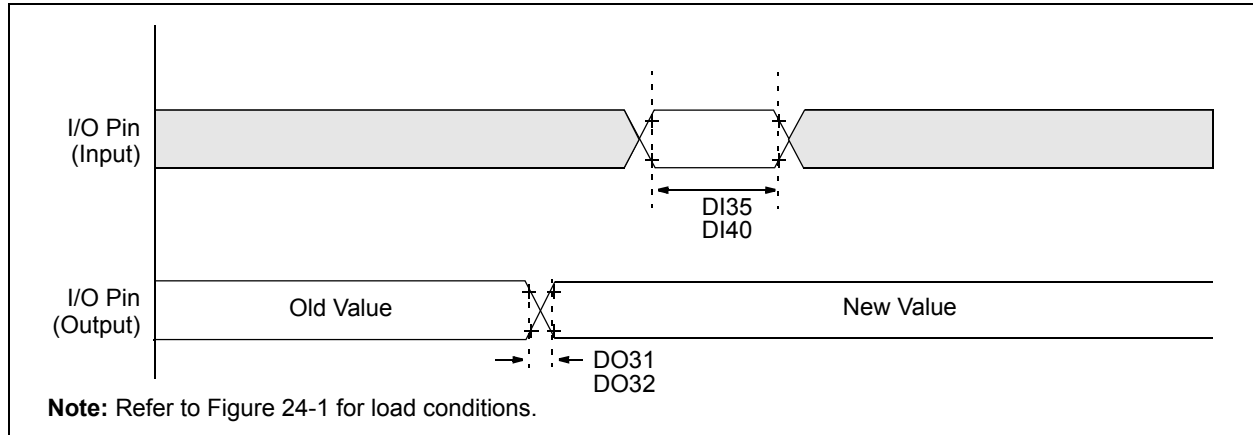 I/O Pin
(Input)
DI35
DI40
I/O Pin
(Output)
Old Value
New Value
DO31
DO32
Note: Refer to Figure 24-1 for load conditions.